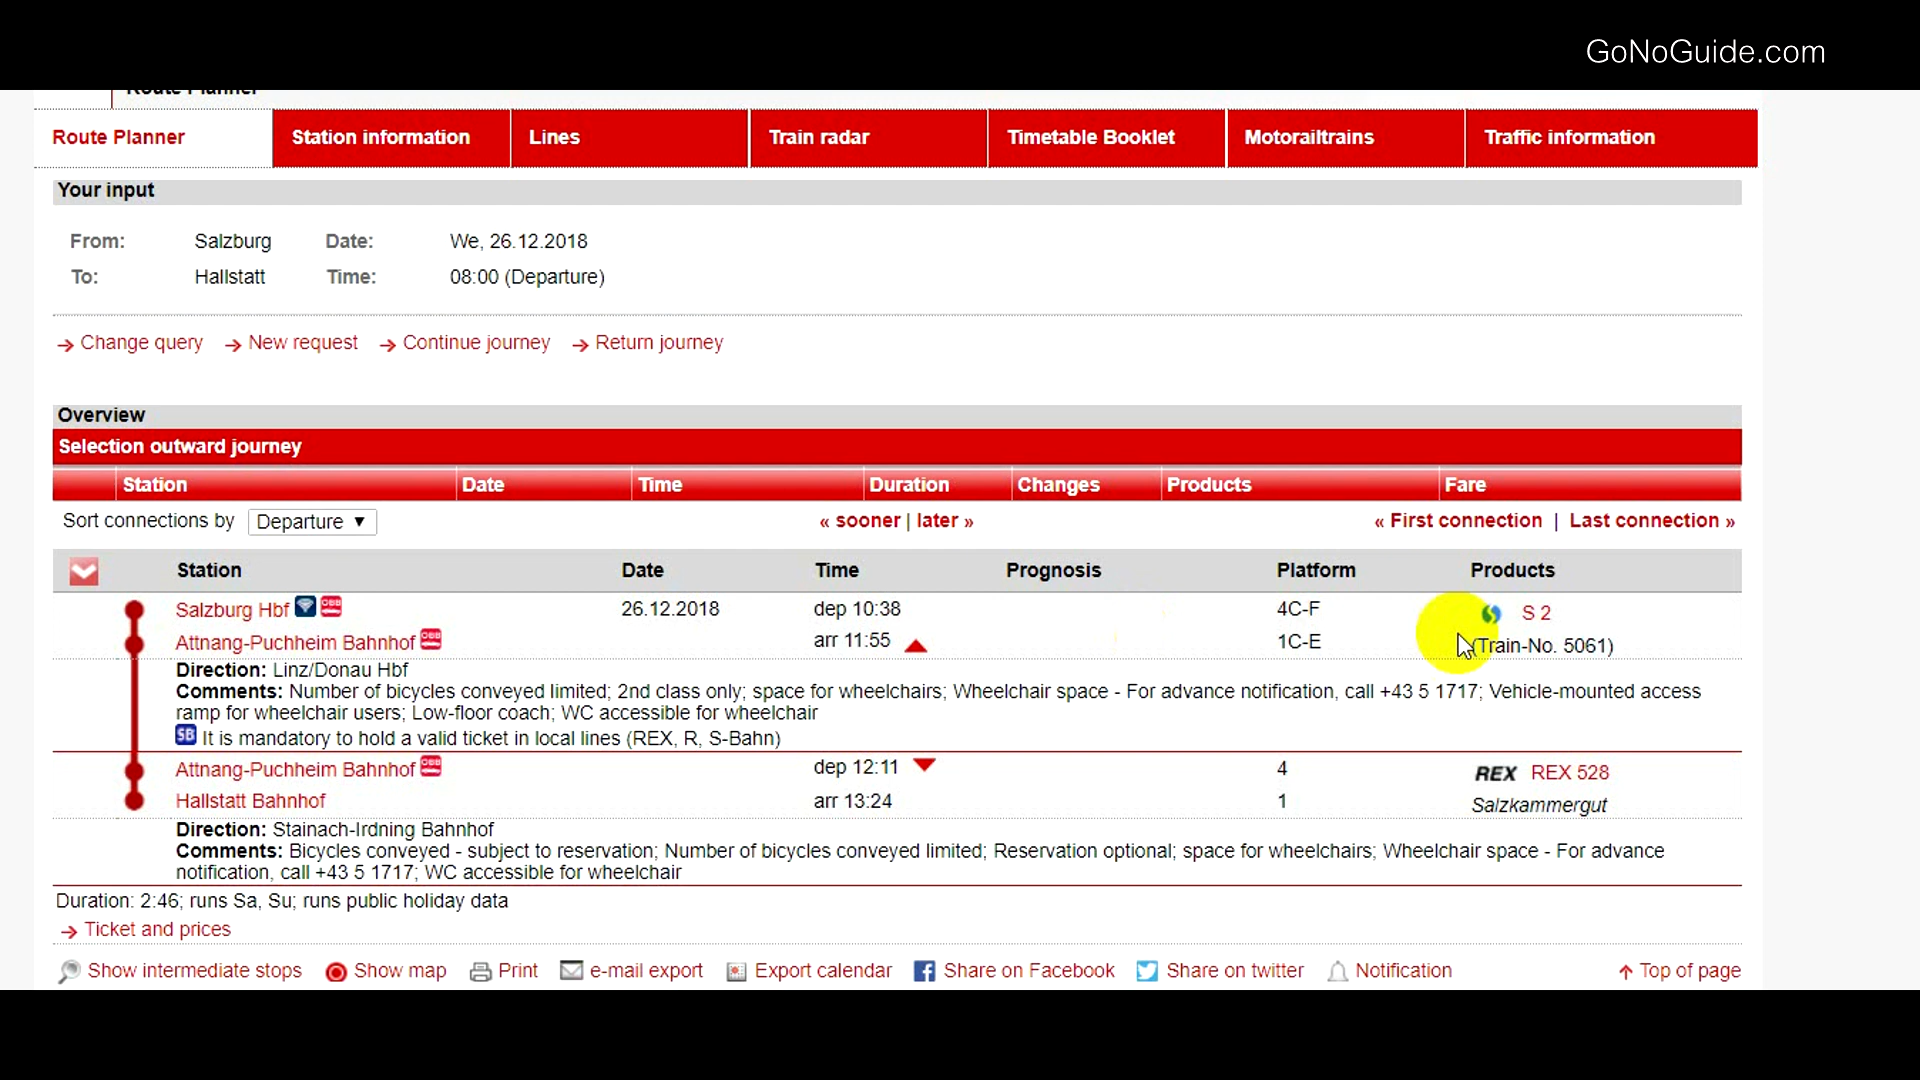 GoNoGuide.com
Route Planner
Route Planner Station information Lines Train radar Timetable Booklet Motorailtrains Traffic information
Your input
From: Salzburg Date: We, 26.12.2018
To: Hallstatt Time: 08:00 (Departure)
Change query New request Continue journey Return journey
Overview
Selection outward journey
Station Date Time Duration Changes Products Fare
Sort connections by Departure ▼ « sooner | later » « First connection | Last connection »
Station Date Time Prognosis Platform Products
Salzburg Hbf ÖBB 26.12.2018 dep 10:38 4C-F S 2
Attnang-Puchheim Bahnhof ÖBB arr 11:55 1C-E (Train-No. 5061)
Direction: Linz/Donau Hbf
Comments: Number of bicycles conveyed limited; 2nd class only; space for wheelchairs; Wheelchair space - For advance notification, call +43 5 1717; Vehicle-mounted access
ramp for wheelchair users; Low-floor coach; WC accessible for wheelchair
SB It is mandatory to hold a valid ticket in local lines (REX, R, S-Bahn)
Attnang-Puchheim Bahnhof ÖBB dep 12:11 4 REX REX 528
Hallstatt Bahnhof arr 13:24 1 Salzkammergut
Direction: Stainach-Irdning Bahnhof
Comments: Bicycles conveyed - subject to reservation; Number of bicycles conveyed limited; Reservation optional; space for wheelchairs; Wheelchair space - For advance
notification, call +43 5 1717; WC accessible for wheelchair
Duration: 2:46; runs Sa, Su; runs public holiday data
Ticket and prices
Show intermediate stops Show map Print e-mail export Export calendar Share on Facebook Share on twitter Notification Top of page